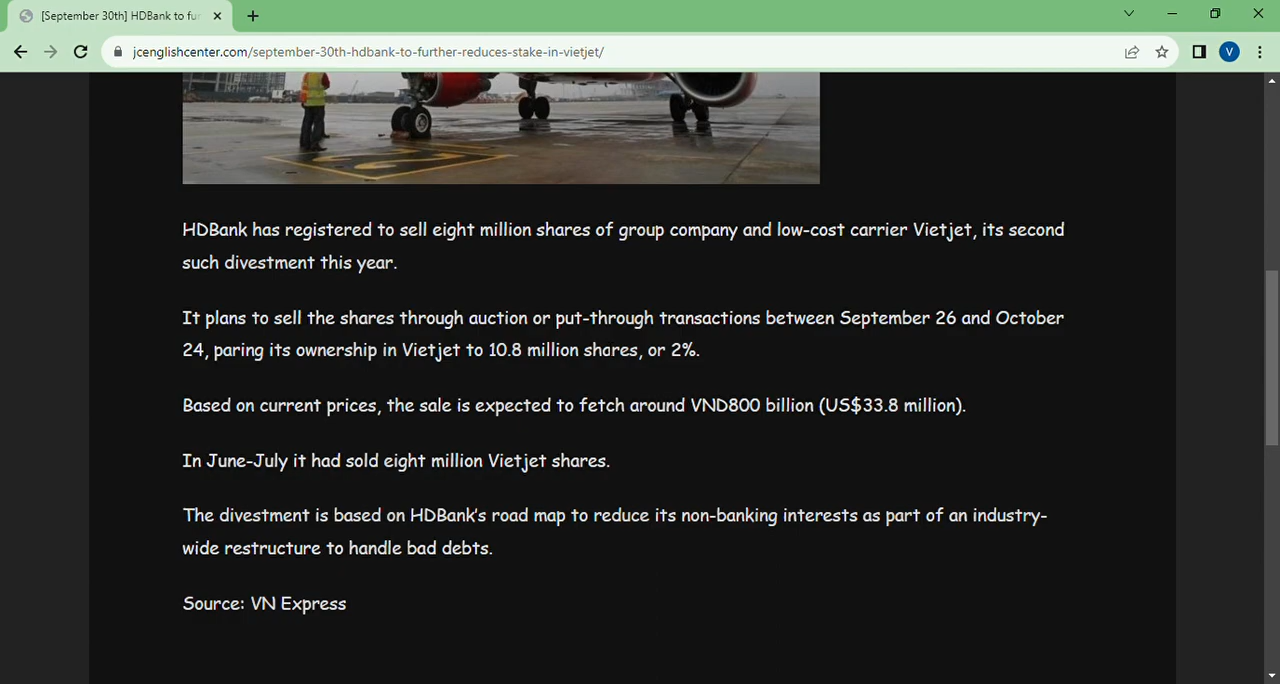 [September 30th] HDBank to fur
jcenglishcenter.com/september-30th-hdbank-to-further-reduces-stake-in-vietjet/
V
2
HDBank has registered to sell eight million shares of group company and low-cost carrier Vietjet, its second
such divestment this year.
It plans to sell the shares through auction or put-through transactions between September 26 and October
24, paring its ownership in Vietjet to 10.8 million shares, or 2%.
Based on current prices, the sale is expected to fetch around VND800 billion (US$33.8 million).
In June-July it had sold eight million Vietjet shares.
The divestment is based on HDBank's road map to reduce its non-banking interests as part of an industry-
wide restructure to handle bad debts.
Source: VN Express